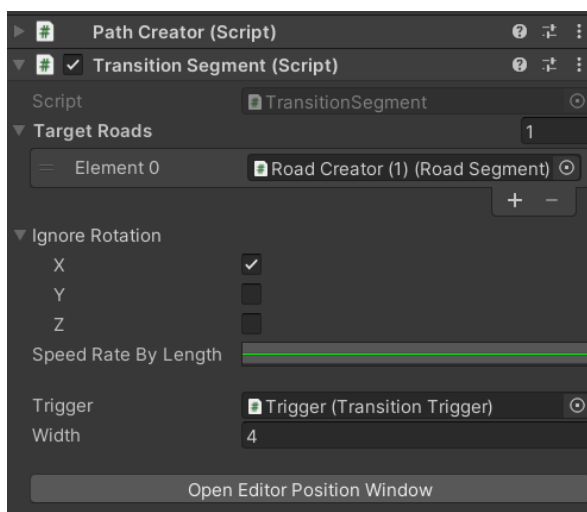 Path Creator (Script)
Transition Segment (Script)
Script TransitionSegment
Target Roads 1
Element 0 Road Creator (1) (Road Segment)
Ignore Rotation
X
Y
Z
Speed Rate By Length
Trigger Trigger (Transition Trigger)
Width 4
Open Editor Position Window